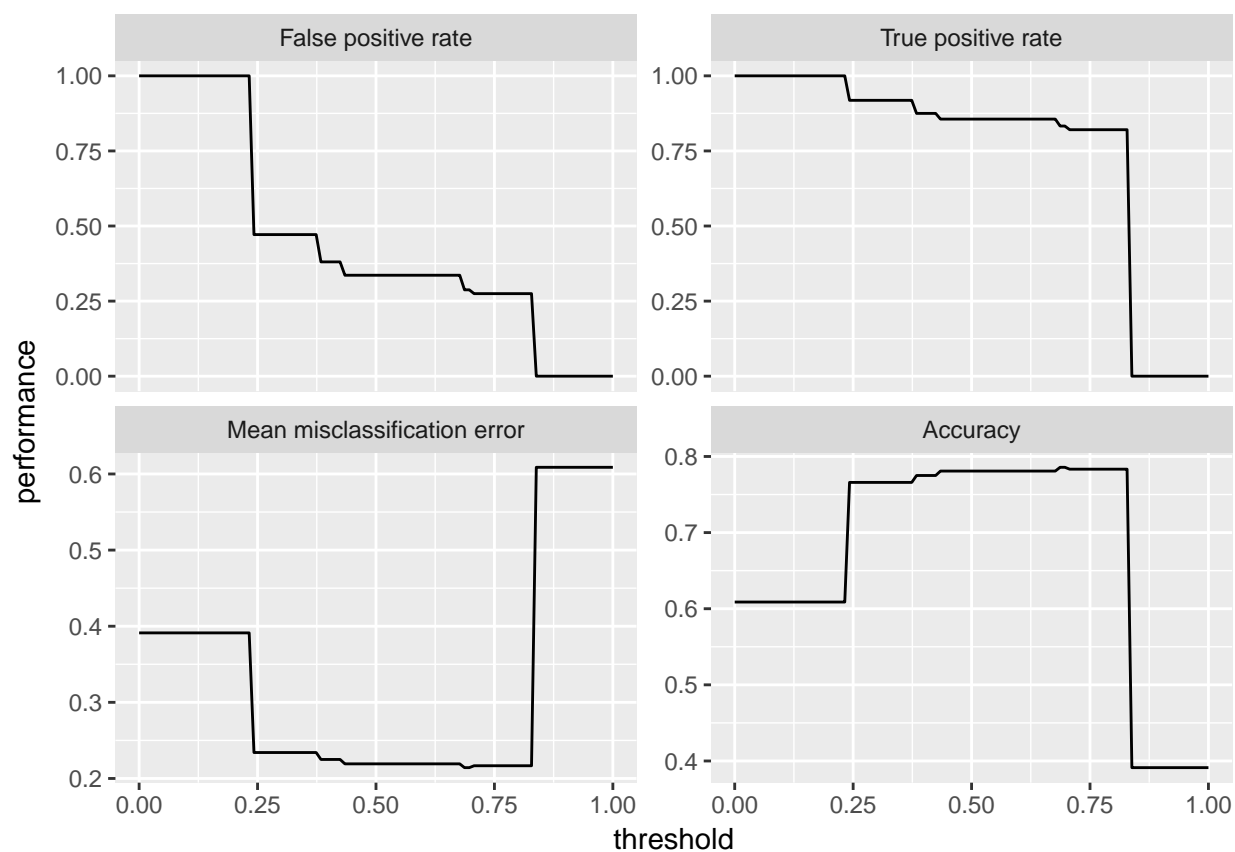 False positive rate
True positive rate
1.00
0.75
0.50
0.25
0.00
1.00
0.75
0.50
0.25
0.00
Mean misclassification error
Accuracy
0.6
0.5
0.4
0.3
0.2
0.8
0.7
0.6
0.5
0.4
0.00 0.25 0.50 0.75 1.00
0.00 0.25 0.50 0.75 1.00
threshold
performance